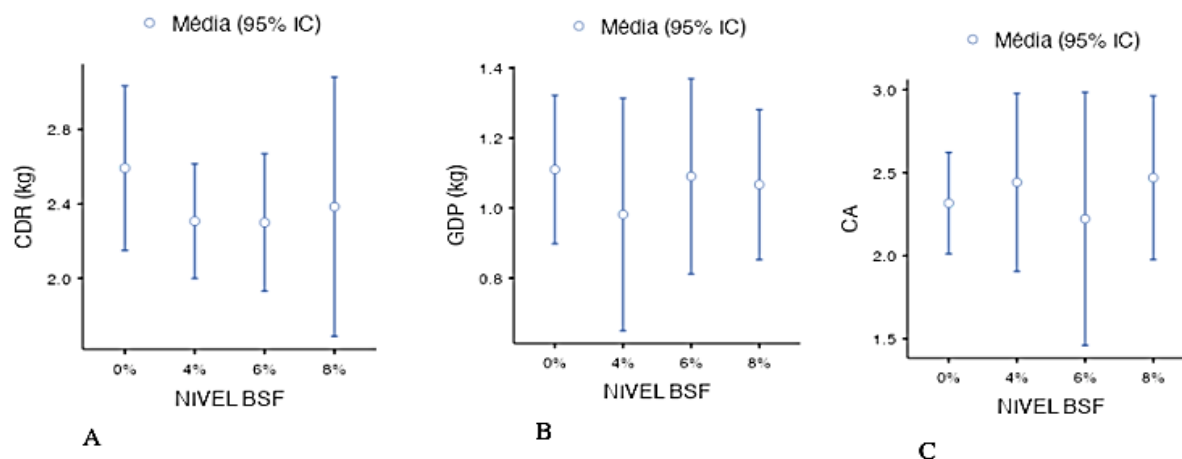 Média (95% IC)
CDR (kg)
2.8
2.4
2.0
0%
4%
6%
8%
NIVEL BSF
A
Média (95% IC)
GDP (kg)
1.4
1.2
1.0
0.8
0%
4%
6%
8%
NIVEL BSF
B
Média (95% IC)
CA
3.0
2.5
2.0
1.5
0%
4%
6%
8%
NIVEL BSF
C